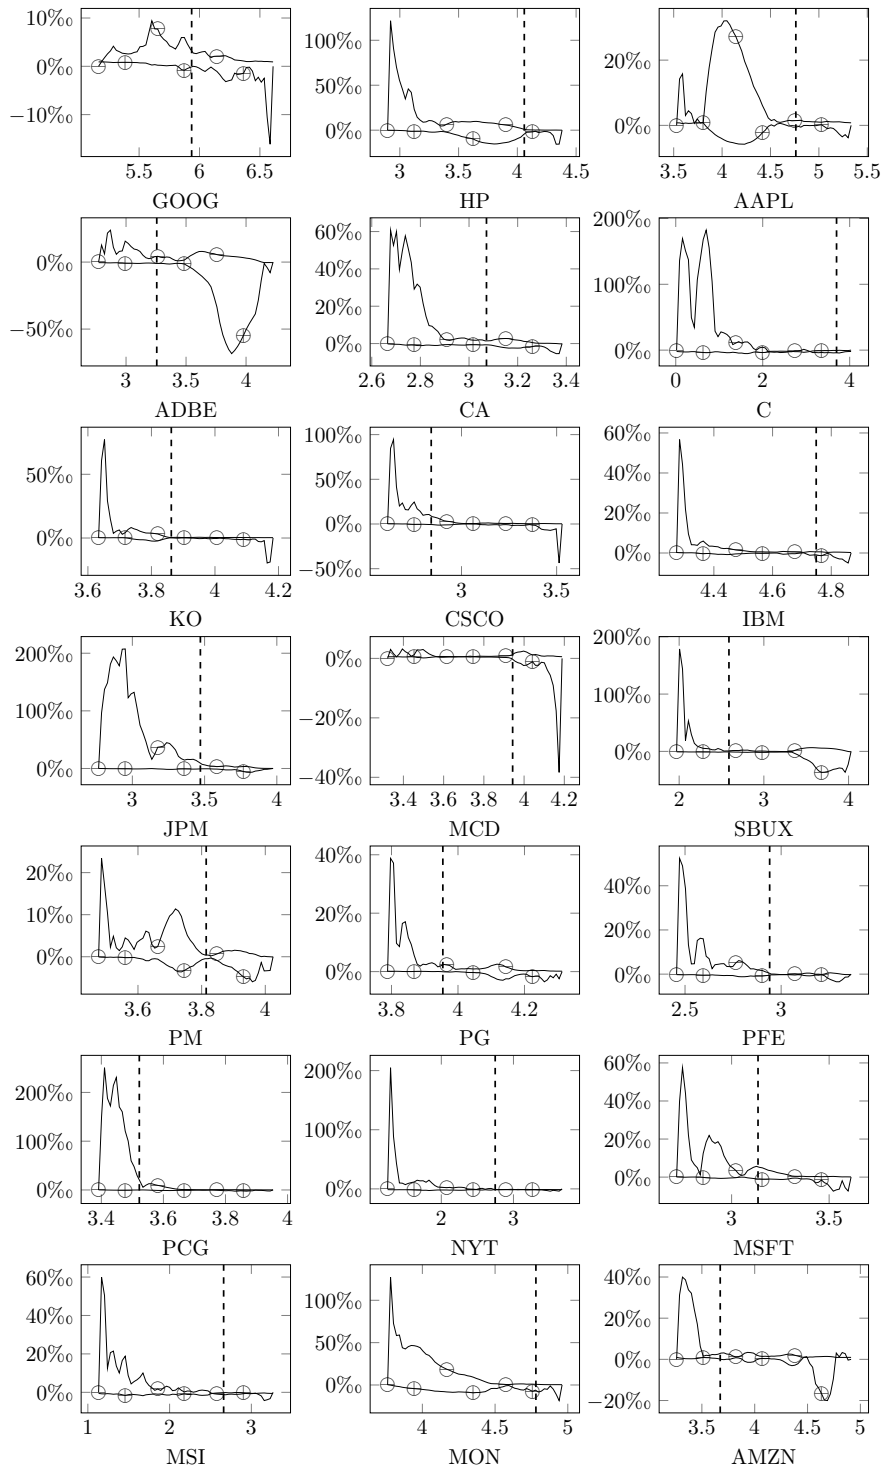 10‱
0‱
−10‱
5.5 6 6.5
GOOG
100‱
50‱
0‱
3 3.5 4 4.5
HP
20‱
0‱
3.5 4 4.5 5 5.5
AAPL
0‱
−50‱
3 3.5 4
ADBE
60‱
40‱
20‱
0‱
2.6 2.8 3 3.2 3.4
CA
200‱
100‱
0‱
0 2 4
C
50‱
0‱
3.6 3.8 4 4.2
KO
100‱
50‱
0‱
−50‱
3 3.5
CSCO
60‱
40‱
20‱
0‱
4.4 4.6 4.8
IBM
200‱
100‱
0‱
3 3.5 4
JPM
0‱
−20‱
−40‱
3.4 3.6 3.8 4 4.2
MCD
200‱
100‱
0‱
2 3 4
SBUX
20‱
10‱
0‱
3.6 3.8 4
PM
40‱
20‱
0‱
3.8 4 4.2
PG
40‱
20‱
0‱
2.5 3
PFE
200‱
100‱
0‱
3.4 3.6 3.8 4
PCG
200‱
100‱
0‱
2 3
NYT
60‱
40‱
20‱
0‱
3 3.5
MSFT
60‱
40‱
20‱
0‱
1 2 3
MSI
100‱
50‱
0‱
4 4.5 5
MON
40‱
20‱
0‱
−20‱
3.5 4 4.5 5
AMZN